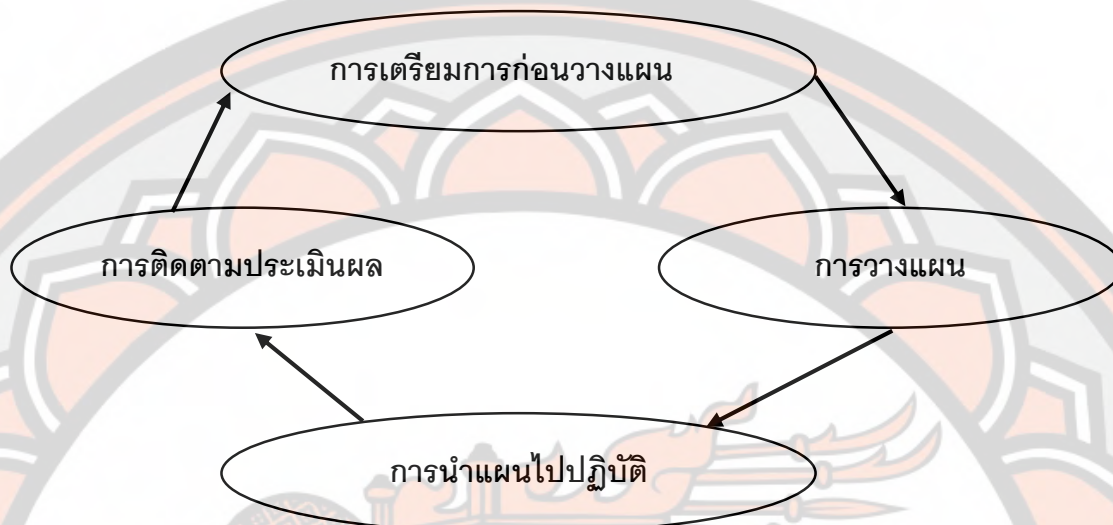 การเตรียมการก่อนวางแผน
การติดตามประเมินผล
การวางแผน
การนำแผนไปปฏิบัติ